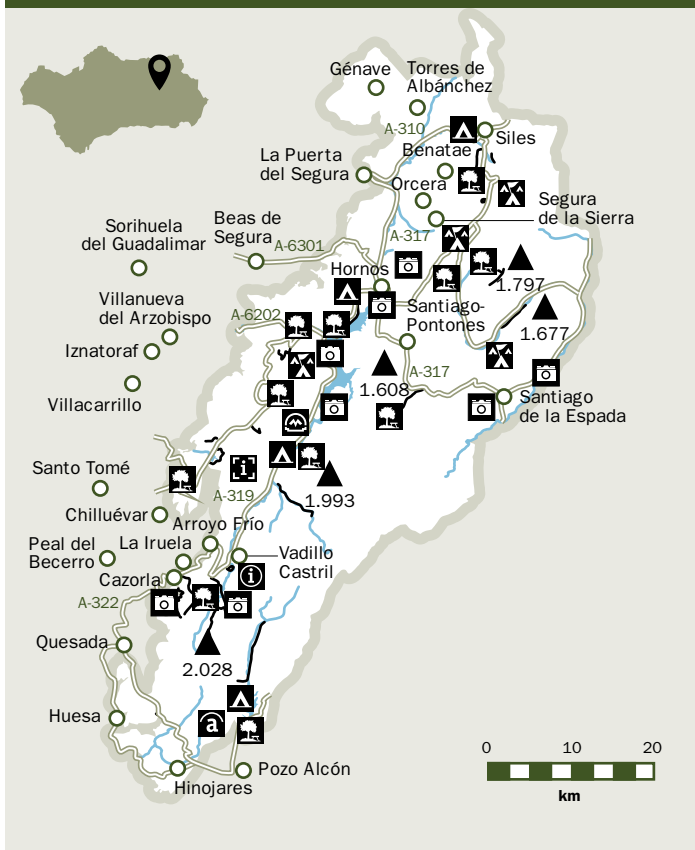 Génave
Torres de
Albánchez
A-310
Siles
Benatae
La Puerta
del Segura
Orcera
Segura
de la Sierra
Sorihuela
del Guadalimar
Beas de
Segura
A-6301
A-317
Hornos
1.797
Villanueva
del Arzobispo
A-6202
Santiago-
Pontones
1.677
Iznatoraf
A-317
1.608
Villacarrillo
Santiago
de la Espada
Santo Tomé
i
A-319
1.993
Chilluévar
Arroyo Frío
Peal del
Becerro
La Iruela
Vadillo
Castril
Cazorla
i
A-322
Quesada
2.028
Huesa
a
0 10 20
km
Pozo Alcón
Hinojares